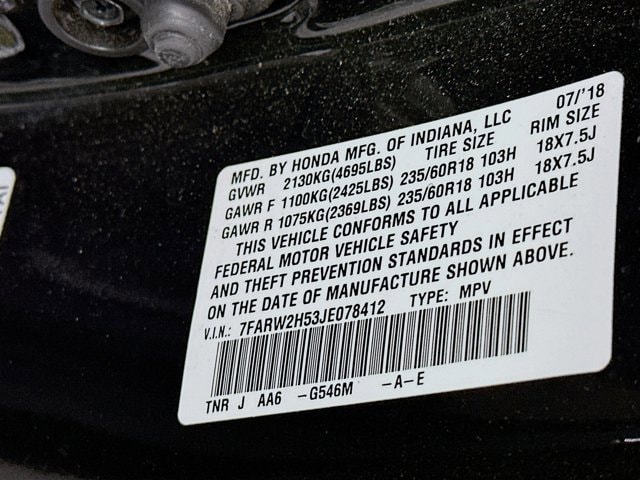 MFD. BY HONDA MFG. OF INDIANA, LLC 07/'18
GVWR 2130KG(4695LBS) TIRE SIZE RIM SIZE
GAWR F 1100KG(2425LBS) 235/60R18 103H 18X7.5J
GAWR R 1075KG(2369LBS) 235/60R18 103H 18X7.5J
THIS VEHICLE CONFORMS TO ALL APPLICABLE
FEDERAL MOTOR VEHICLE SAFETY
AND THEFT PREVENTION STANDARDS IN EFFECT
ON THE DATE OF MANUFACTURE SHOWN ABOVE.
V.I.N.: 7FARW2H53JE078412 TYPE: MPV
TNR J AA6 -G546M -A-E